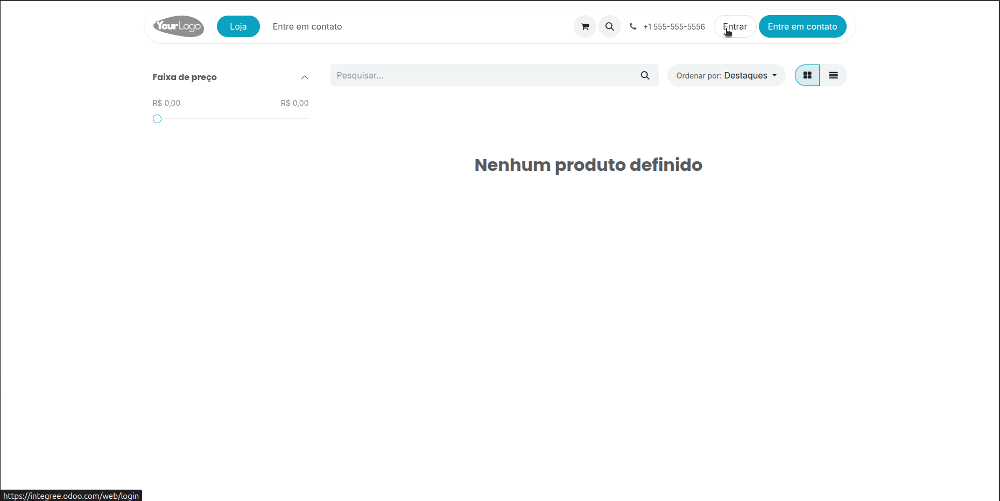 YourLogo
Loja
Entre em contato
+1 555-555-5556
Entrar
Entre em contato
Faixa de preço
Pesquisar...
Ordenar por: Destaques
R$ 0,00
R$ 0,00
Nenhum produto definido
https://integree.odoo.com/web/login